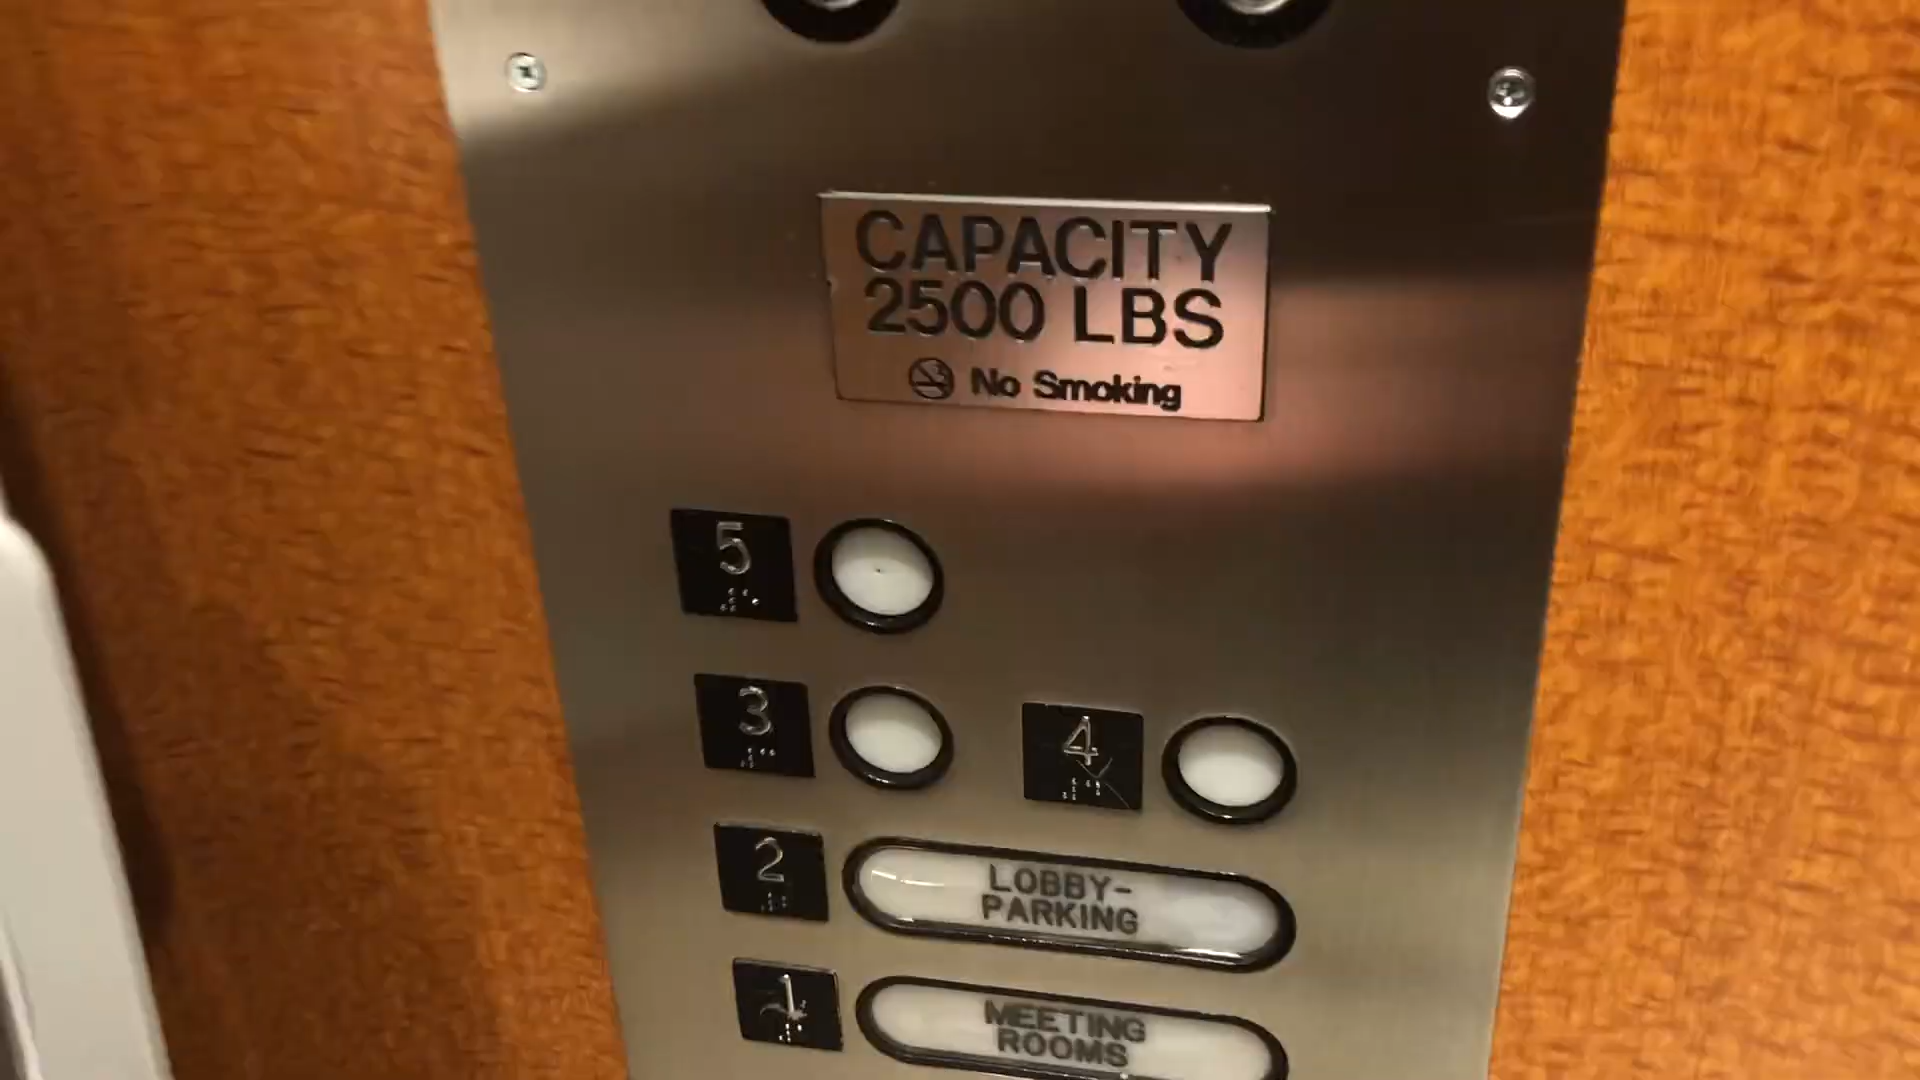 CAPACITY
2500 LBS
No Smoking
5
3
4
2
LOBBY-
PARKING
1
MEETING
ROOMS